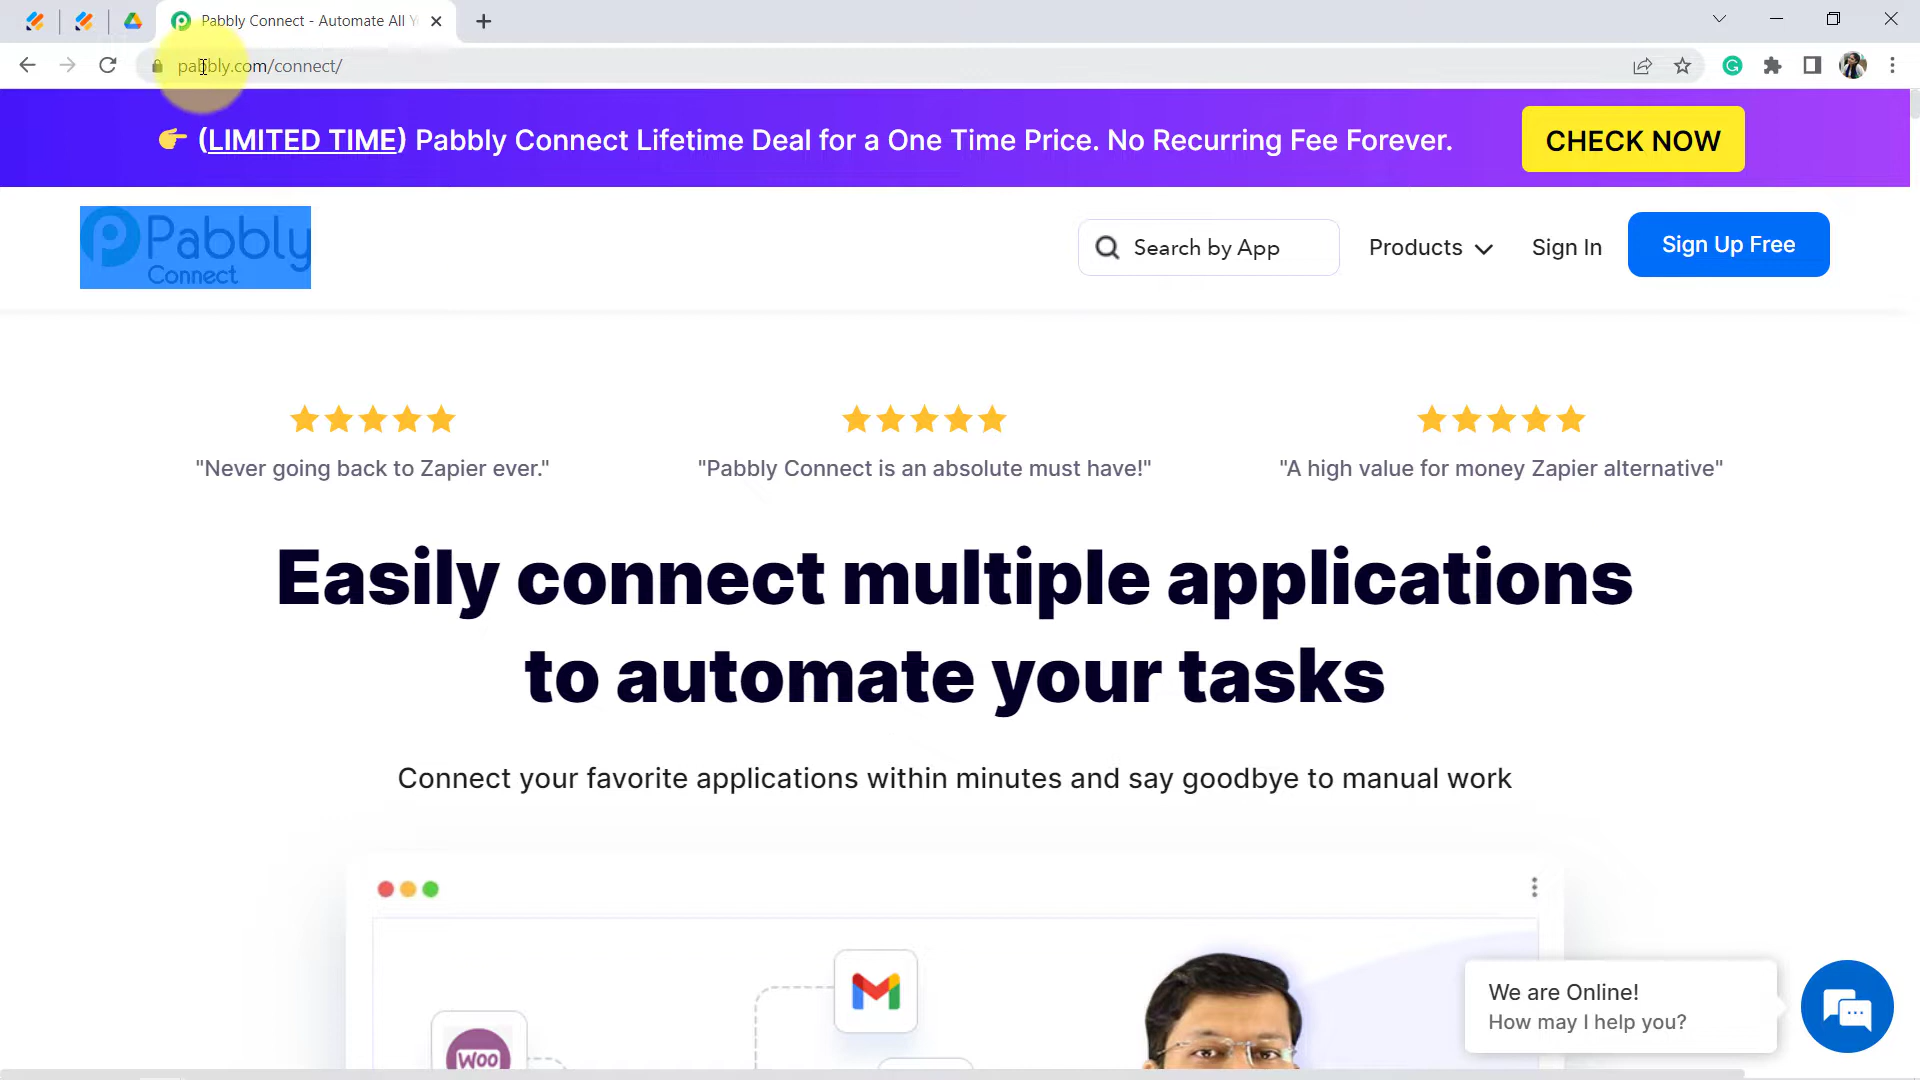 Pabbly Connect - Automate All Y
pabbly.com/connect/
(LIMITED TIME) Pabbly Connect Lifetime Deal for a One Time Price. No Recurring Fee Forever.
CHECK NOW
Pabbly
Connect
Search by App
Products
Sign In
Sign Up Free
"Never going back to Zapier ever."
"Pabbly Connect is an absolute must have!"
"A high value for money Zapier alternative"
Easily connect multiple applications
to automate your tasks
Connect your favorite applications within minutes and say goodbye to manual work
WOO
We are Online!
How may I help you?